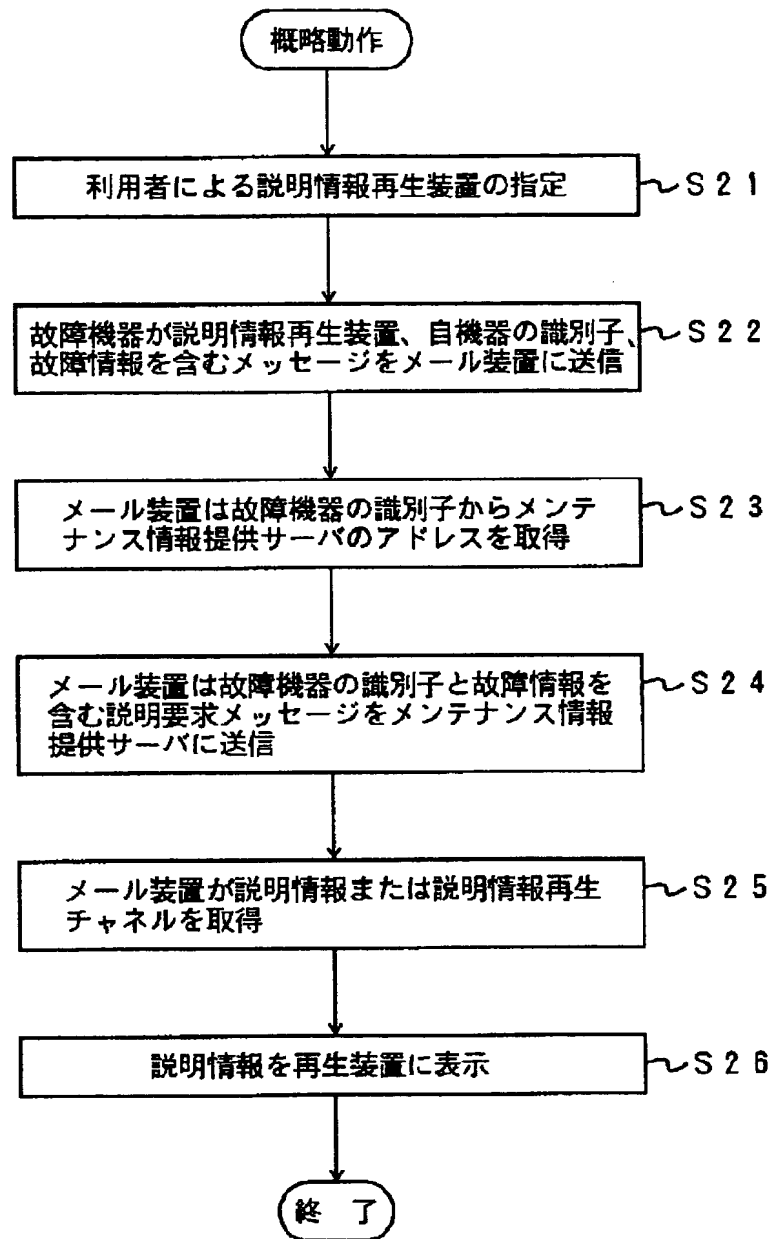 概略動作
利用者による説明情報再生装置の指定 S21
故障機器が説明情報再生装置、自機器の識別子、 S22
故障情報を含むメッセージをメール装置に送信
メール装置は故障機器の識別子からメンテ S23
ナンス情報提供サーバのアドレスを取得
メール装置は故障機器の識別子と故障情報を S24
含む説明要求メッセージをメンテナンス情報
提供サーバに送信
メール装置が説明情報または説明情報再生 S25
チャネルを取得
説明情報を再生装置に表示 S26
終 了